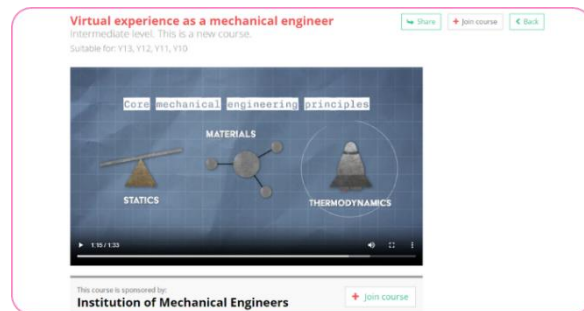 Virtual experience as a mechanical engineer
Share
+ Join course
Back
Intermediate level. This is a new course.
Suitable for: Y13, Y12, Y11, Y10
Core mechanical engineering principles
MATERIALS
STATICS
THERMODYNAMICS
1:15 / 1:33
This course is sponsored by:
Institution of Mechanical Engineers
+ Join course